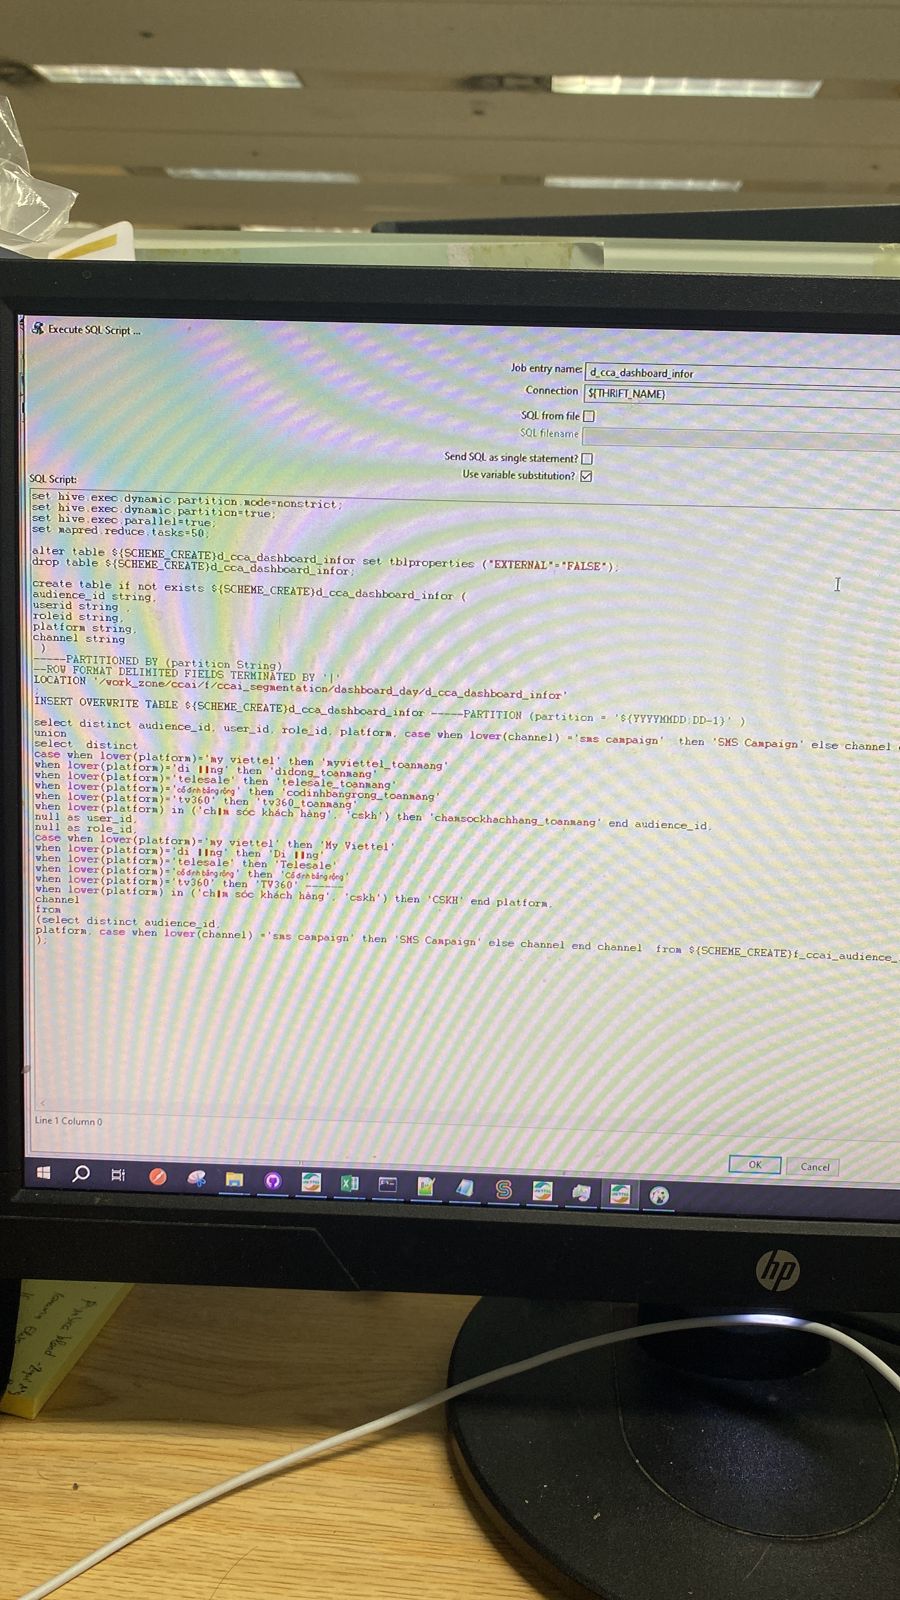 Execute SQL Script ...
Job entry name: d_cca_dashboard_infor
Connection ${THRIFT_NAME}
SQL from file
SQL filename
Send SQL as single statement?
Use variable substitution?
SQL Script:
set hive.exec.dynamic.partition.mode=nonstrict;
set hive.exec.dynamic.partition=true;
set hive.exec.parallel=true;
set mapred.reduce.tasks=50;
alter table ${SCHEME_CREATE}d_cca_dashboard_infor set tblproperties ("EXTERNAL"="FALSE");
drop table ${SCHEME_CREATE}d_cca_dashboard_infor;
create table if not exists ${SCHEME_CREATE}d_cca_dashboard_infor (
audience_id string,
userid string ,
roleid string,
platform string,
channel string
)
-----PARTITIONED BY (partition String)
--ROW FORMAT DELIMITED FIELDS TERMINATED BY '|'
LOCATION '/work_zone/ccai/f/ccai_segmentation/dashboard_day/d_cca_dashboard_infor'
;
INSERT OVERWRITE TABLE ${SCHEME_CREATE}d_cca_dashboard_infor -----PARTITION (partition = '${YYYYMMDD:DD-1}' )
select distinct audience_id, user_id, role_id, platform, case when lower(channel) ='sms campaign' then 'SMS Campaign' else channel
union
select distinct
case when lower(platform)='my viettel' then 'myviettel_toanmang'
when lower(platform)='di ng' then 'didong_toanmang'
when lower(platform)='telesale' then 'telesale_toanmang'
when lower(platform)='cố định băng rộng' then 'codinhbangrong_toanmang'
when lower(platform)='tv360' then 'tv360_toanmang'
when lower(platform) in ('ch m sóc khách hàng', 'cskh') then 'chamsockhachhang_toanmang' end audience_id,
null as user_id,
null as role_id,
case when lower(platform)='my viettel' then 'My Viettel'
when lower(platform)='di ng' then 'Di ng'
when lower(platform)='telesale' then 'Telesale'
when lower(platform)='cố định băng rộng' then 'Cố định băng rộng'
when lower(platform)='tv360' then 'TV360' ------
when lower(platform) in ('ch m sóc khách hàng', 'cskh') then 'CSKH' end platform,
channel
from
(select distinct audience_id,
platform, case when lower(channel) ='sms campaign' then 'SMS Campaign' else channel end channel from ${SCHEME_CREATE}f_ccai_audience_
);
Line 1 Column 0
OK
Cancel
hp